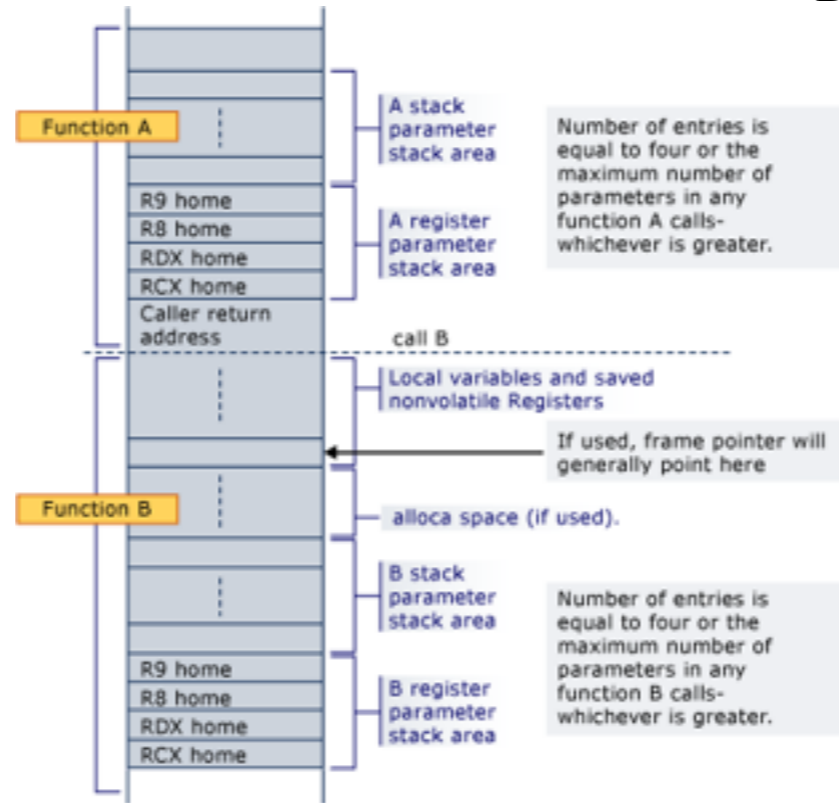 Function A
A stack
parameter
stack area
Number of entries is
equal to four or the
maximum number of
parameters in any
function A calls-
whichever is greater.
R9 home
R8 home
RDX home
RCX home
A register
parameter
stack area
Caller return
address
call B
Local variables and saved
nonvolatile Registers
If used, frame pointer will
generally point here
Function B
alloca space (if used).
B stack
parameter
stack area
Number of entries is
equal to four or the
maximum number of
parameters in any
function B calls-
whichever is greater.
R9 home
R8 home
RDX home
RCX home
B register
parameter
stack area